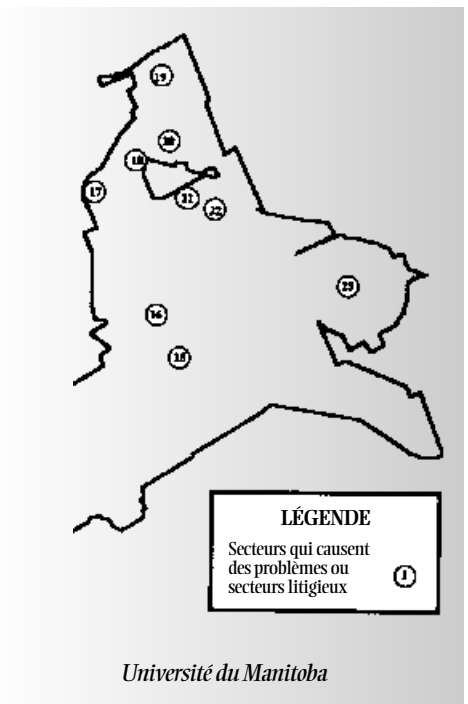 19
20
18
17
21
22
23
16
15
LÉGENDE
Secteurs qui causent
des problèmes ou
secteurs litigieux
1
Université du Manitoba